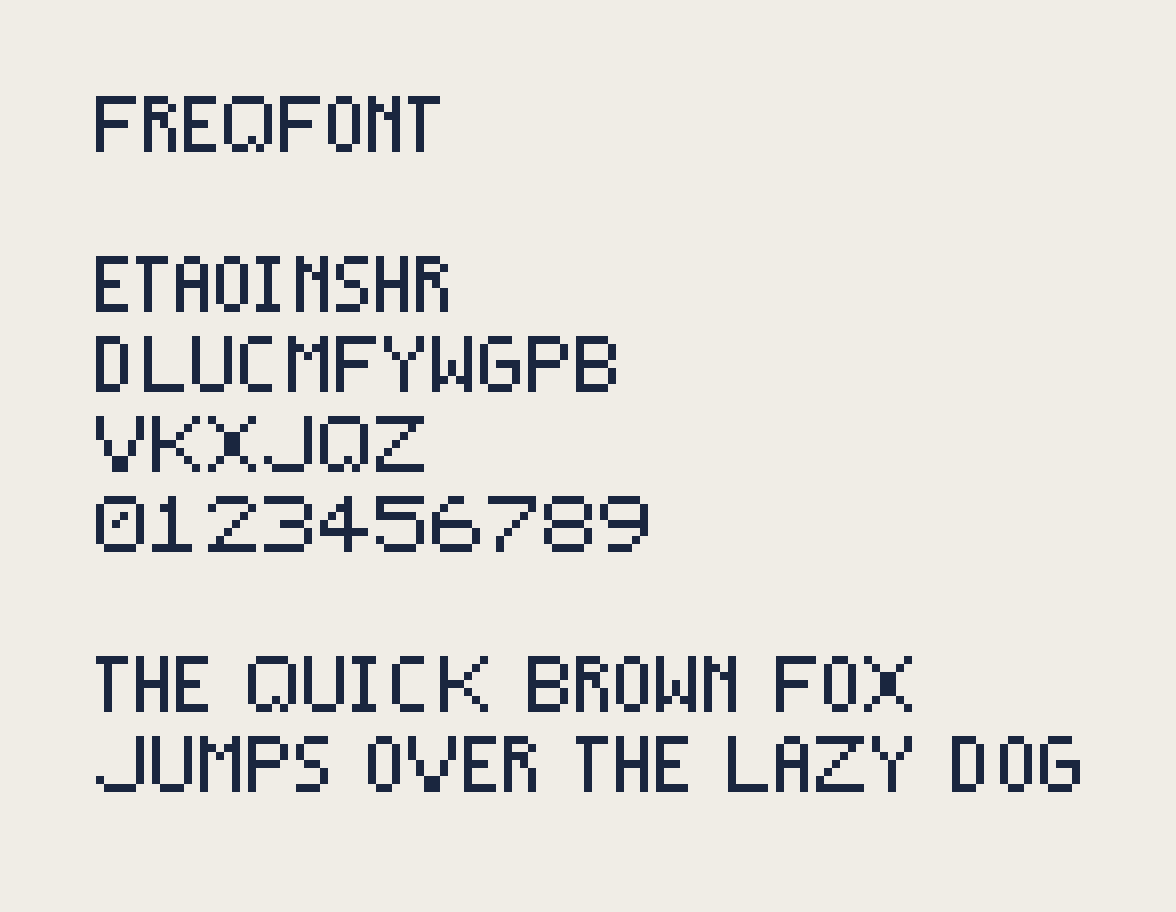 FREQFONT
ETAOINSHR
DLUCMFYWGPB
VKXJQZ
0123456789
THE QUICK BROWN FOX
JUMPS OVER THE LAZY DOG